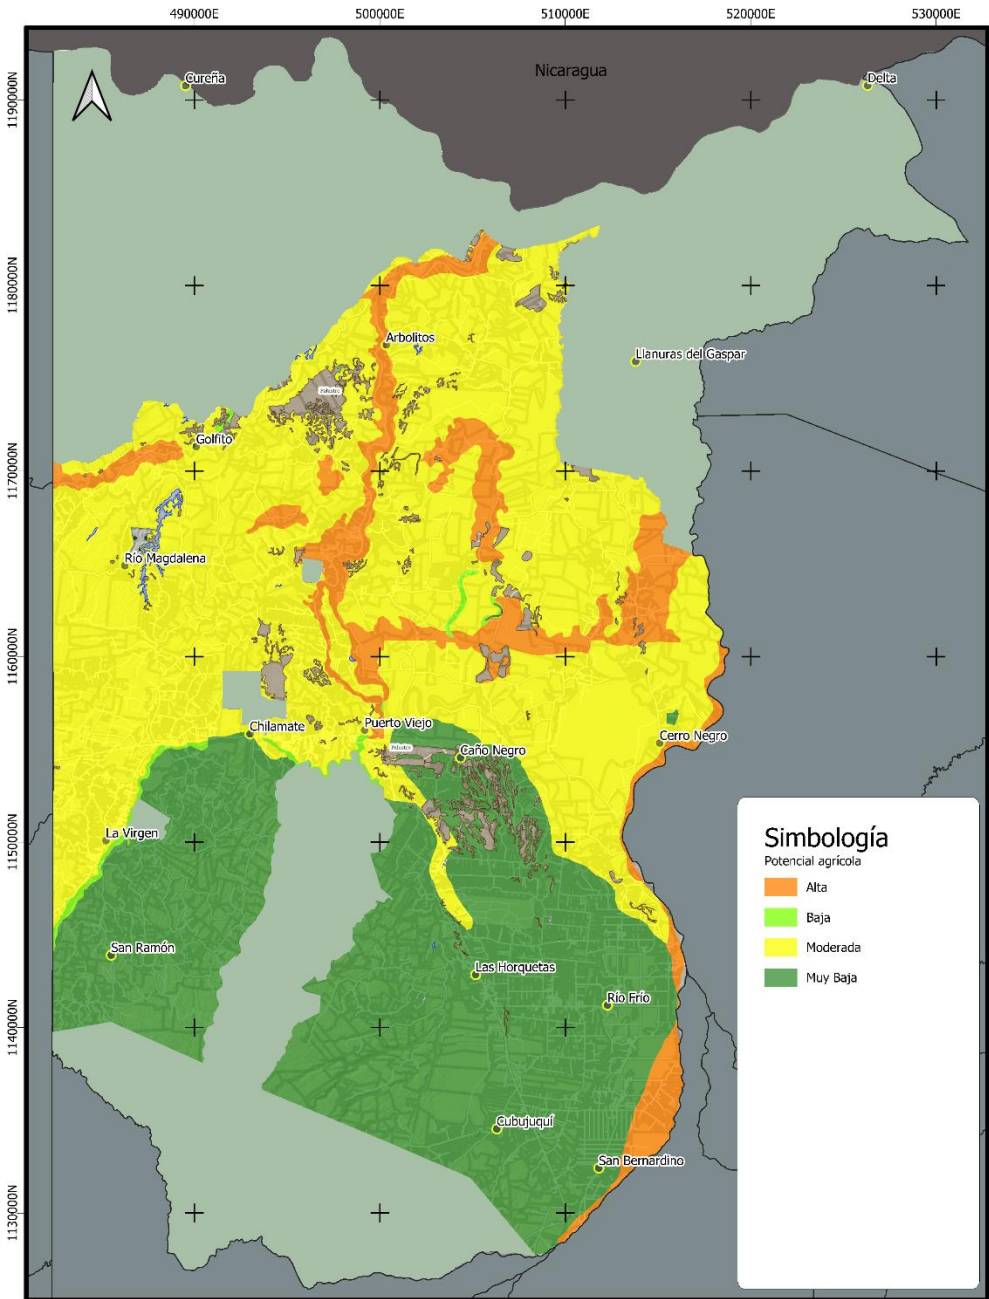 490000E 500000E 510000E 520000E 530000E
Nicaragua
Cureña
Delta
1190000N
1180000N
Arbolitos
Llanuras del Gaspar
Palustre
Golfito
1170000N
Río Magdalena
1160000N
Puerto Viejo
Chilamate
Cerro Negro
Palustre
Caño Negro
La Virgen
1150000N
San Ramón
Las Horquetas
Río Frío
1140000N
Cubujuquí
San Bernardino
1130000N
Simbología
Potencial agrícola
Alta
Baja
Moderada
Muy Baja